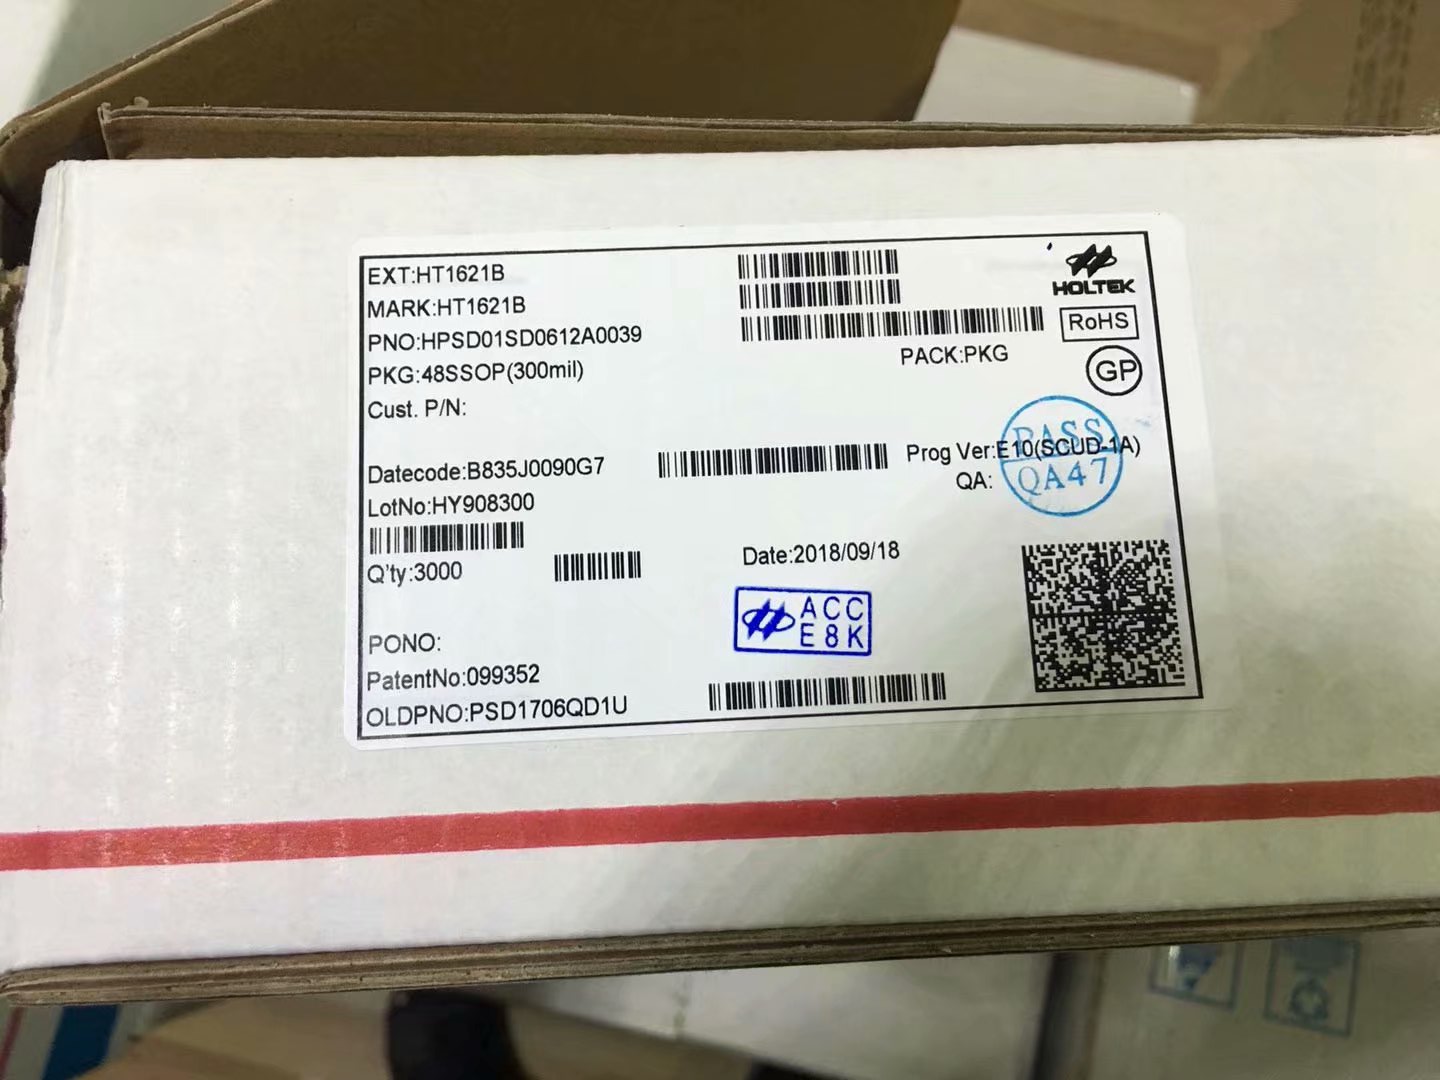 EXT:HT1621B
MARK:HT1621B
HOLTEK
PNO:HPSD01SD0612A0039
RoHS
PKG:48SSOP(300mil)
PACK:PKG
GP
Cust. P/N:
Datecode:B835J0090G7
Prog Ver:E10(SCUD-1A)
PASS
LotNo:HY908300
QA:
QA47
Q'ty:3000
Date:2018/09/18
ACC
E8K
PONO:
PatentNo:099352
OLDPNO:PSD1706QD1U